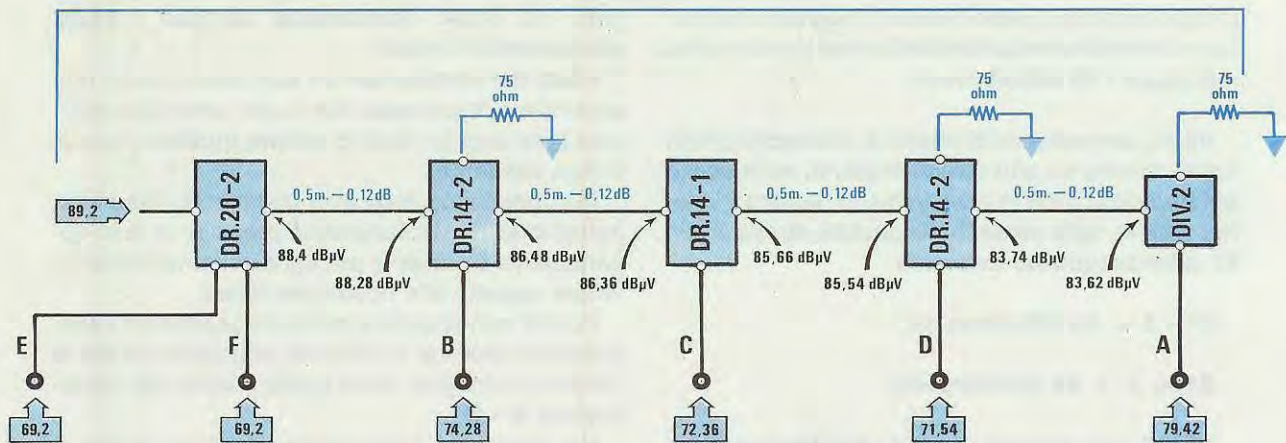 75
ohm
75
ohm
75
ohm
89,2
DR.20-2
0,5m.–0,12dB
DR.14-2
0,5m.–0,12dB
DR.14-1
0,5m.–0,12dB
DR.14-2
0,5m.–0,12dB
DIV.2
88,4 dBµV
88,28 dBµV
86,48 dBµV
86,36 dBµV
85,66 dBµV
85,54 dBµV
83,74 dBµV
83,62 dBµV
E
F
B
C
D
A
69,2
69,2
74,28
72,36
71,54
79,42